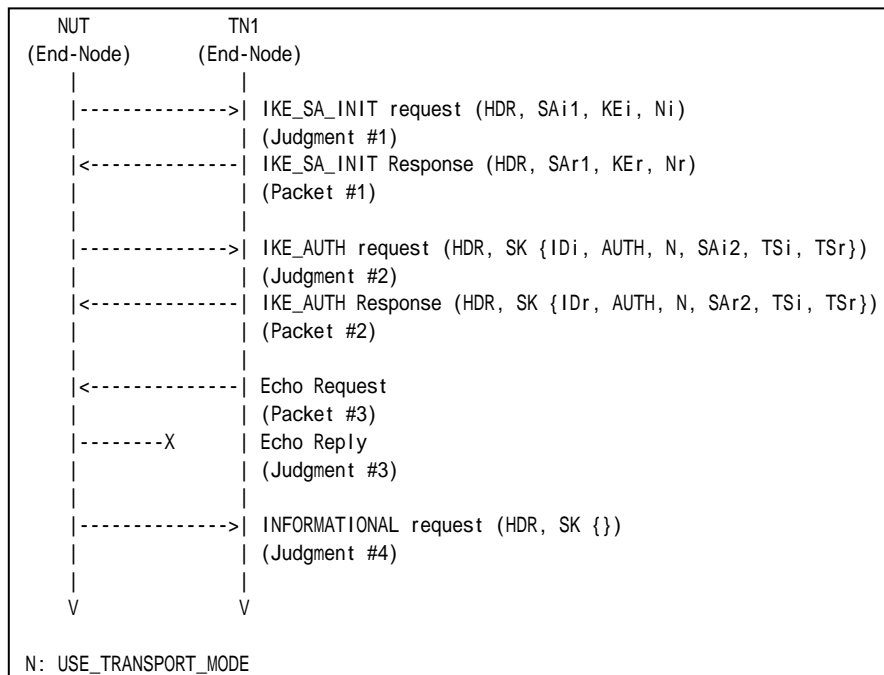 NUT TN1
(End-Node) (End-Node)
| |
|-------------->| IKE_SA_INIT request (HDR, SAi1, KEi, Ni)
| | (Judgment #1)
|<--------------| IKE_SA_INIT Response (HDR, SAr1, KEr, Nr)
| | (Packet #1)
| |
|-------------->| IKE_AUTH request (HDR, SK {IDi, AUTH, N, SAi2, TSi, TSr})
| | (Judgment #2)
|<--------------| IKE_AUTH Response (HDR, SK {IDr, AUTH, N, SAr2, TSi, TSr})
| | (Packet #2)
| |
|<--------------| Echo Request
| | (Packet #3)
|--------X | Echo Reply
| | (Judgment #3)
| |
|-------------->| INFORMATIONAL request (HDR, SK {})
| | (Judgment #4)
| |
V V
N: USE_TRANSPORT_MODE